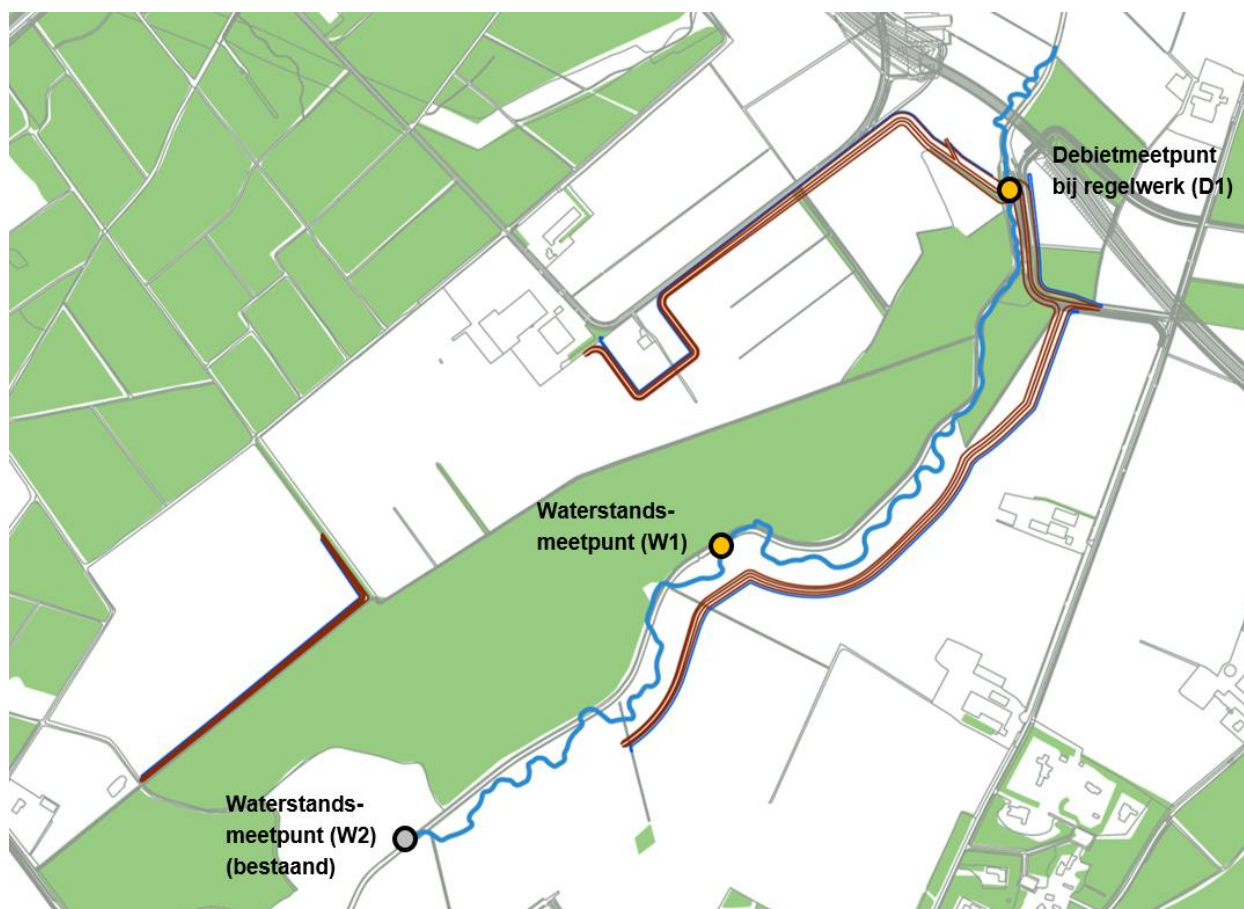 Debietmeetpunt
bij regelwerk (D1)
Waterstands-
meetpunt (W1)
Waterstands-
meetpunt (W2)
(bestaand)